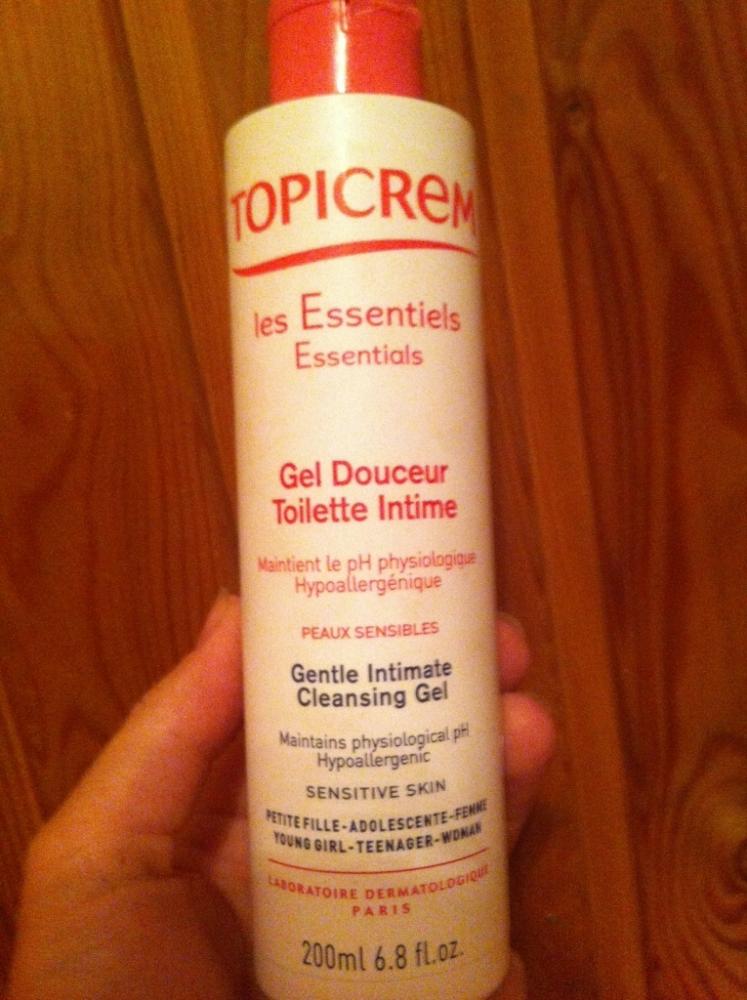 TOPICREM
les Essentiels
Essentials
Gel Douceur
Toilette Intime
Maintient le pH physiologique
Hypoallergénique
PEAUX SENSIBLES
Gentle Intimate
Cleansing Gel
Maintains physiological pH
Hypoallergenic
SENSITIVE SKIN
PETITE FILLE-ADOLESCENTE-FEMME
YOUNG GIRL-TEENAGER-WOMAN
LABORATOIRE DERMATOLOGIQUE
PARIS
200ml 6.8 fl.oz.